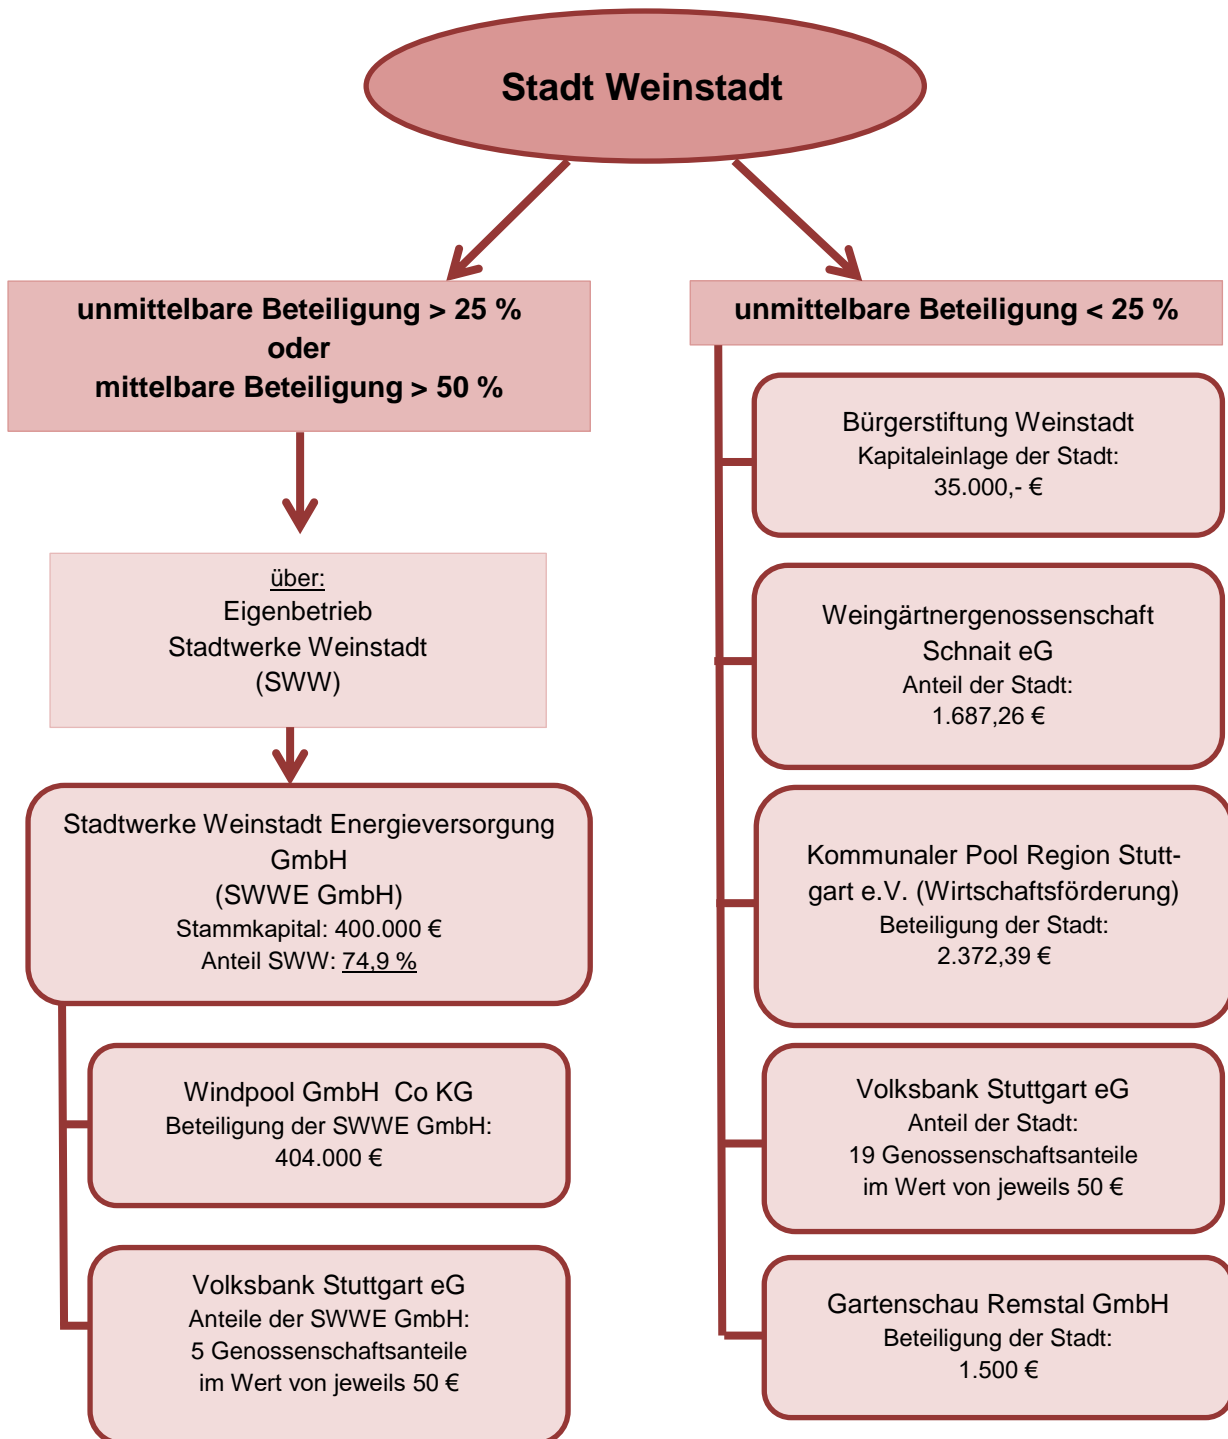 Stadt Weinstadt
unmittelbare Beteiligung > 25 %
oder
mittelbare Beteiligung > 50 %
über:
Eigenbetrieb
Stadtwerke Weinstadt
(SWW)
Stadtwerke Weinstadt Energieversorgung
GmbH
(SWWE GmbH)
Stammkapital: 400.000 €
Anteil SWW: 74,9 %
Windpool GmbH  Co KG
Beteiligung der SWWE GmbH:
404.000 €
Volksbank Stuttgart eG
Anteile der SWWE GmbH:
5 Genossenschaftsanteile
im Wert von jeweils 50 €
unmittelbare Beteiligung < 25 %
Bürgerstiftung Weinstadt
Kapitaleinlage der Stadt:
35.000,- €
Weingärtnergenossenschaft
Schnait eG
Anteil der Stadt:
1.687,26 €
Kommunaler Pool Region Stutt-
gart e.V. (Wirtschaftsförderung)
Beteiligung der Stadt:
2.372,39 €
Volksbank Stuttgart eG
Anteil der Stadt:
19 Genossenschaftsanteile
im Wert von jeweils 50 €
Gartenschau Remstal GmbH
Beteiligung der Stadt:
1.500 €